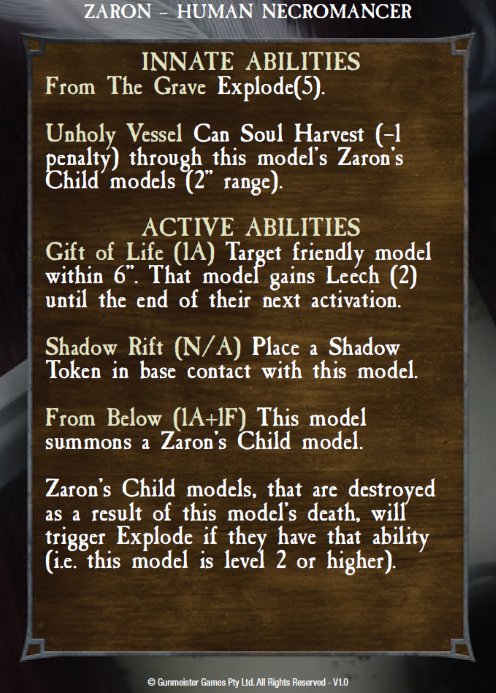 ZARON - HUMAN NECROMANCER
INNATE ABILITIES
From The Grave Explode(5).
Unholy Vessel Can Soul Harvest (-1
penalty) through this model's Zaron's
Child models (2" range).
ACTIVE ABILITIES
Gift of Life (1A) Target friendly model
within 6". That model gains Leech (2)
until the end of their next activation.
Shadow Rift (N/A) Place a Shadow
Token in base contact with this model.
From Below (1A+1F) This model
summons a Zaron's Child model.
Zaron's Child models, that are destroyed
as a result of this model's death, will
trigger Explode if they have that ability
(i.e. this model is level 2 or higher).
© Gunmeister Games Pty Ltd. All Rights Reserved - V1.0